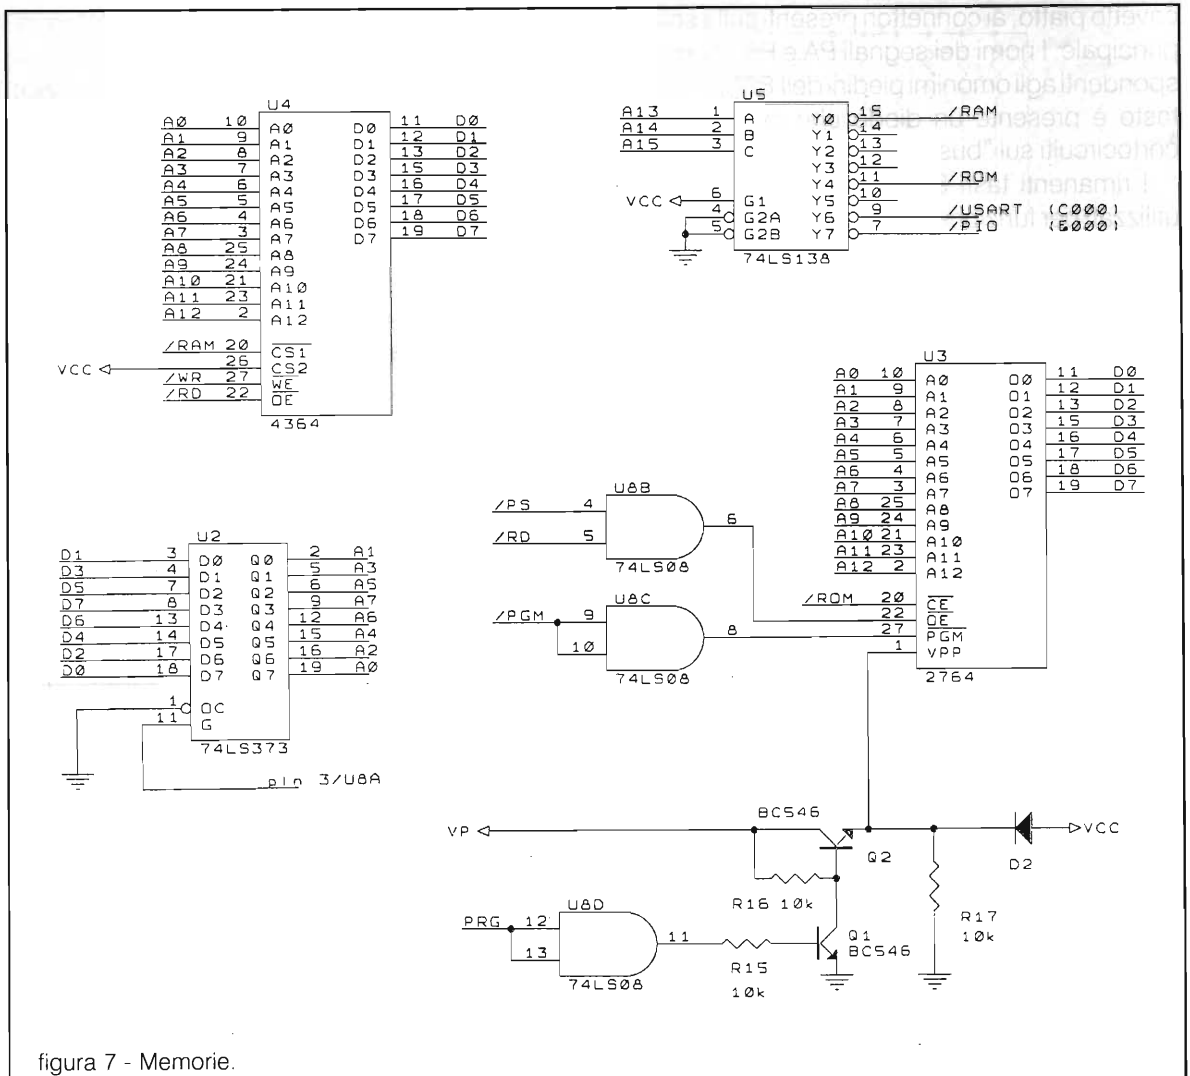 U4
A0 10 A0 D0 11 D0
A1 9 A1 D1 12 D1
A2 8 A2 D2 13 D2
A3 7 A3 D3 15 D3
A4 6 A4 D4 16 D4
A5 5 A5 D5 17 D5
A6 4 A6 D6 18 D6
A7 3 A7 D7 19 D7
A8 25 A8
A9 24 A9
A10 21 A10
A11 23 A11
A12 2 A12
/RAM 20 CS1
VCC 26 CS2
/WR 27 WE
/RD 22 OE
4364
U5
A13 1 A Y0 15 /RAM
A14 2 B Y1 14
A15 3 C Y2 13
Y3 12
Y4 11 /ROM
VCC 6 G1 Y5 10
4 G2A Y6 9 /USART (C000)
5 G2B Y7 7 /PIO (E000)
74LS138
U3
A0 10 A0 O0 11 D0
A1 9 A1 O1 12 D1
A2 8 A2 O2 13 D2
A3 7 A3 O3 15 D3
A4 6 A4 O4 16 D4
A5 5 A5 O5 17 D5
A6 4 A6 O6 18 D6
A7 3 A7 O7 19 D7
A8 25 A8
A9 24 A9
A10 21 A10
A11 23 A11
A12 2 A12
/ROM 20 CE
22 OE
27 PGM
1 VPP
2764
U8B
/PS 4 6
/RD 5
74LS08
U8C
/PGM 9 8
10
74LS08
U2
D1 3 D0 Q0 2 A1
D3 4 D1 Q1 5 A3
D5 7 D2 Q2 6 A5
D7 8 D3 Q3 9 A7
D6 13 D4 Q4 12 A6
D4 14 D5 Q5 15 A4
D2 17 D6 Q6 16 A2
D0 18 D7 Q7 19 A0
1 OC
11 G
74LS373
pin 3/U8A
BC546
VP VCC
Q2 D2
R16 10k
R17
10k
U8D
PRG 12 11
13
74LS08
R15
10k
Q1
BC546
figura 7 - Memorie.